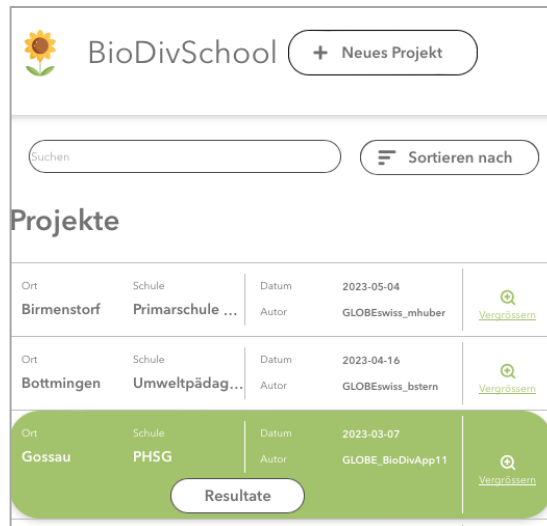 BioDivSchool
+ Neues Projekt
Suchen
Sortieren nach
Projekte
Ort Schule Datum 2023-05-04
Birmenstorf Primarschule ... Autor GLOBEswiss_mhuber
Vergrössern
Ort Schule Datum 2023-04-16
Bottmingen Umweltpädag... Autor GLOBEswiss_bstern
Vergrössern
Ort Schule Datum 2023-03-07
Gossau PHSG Autor GLOBE_BioDivApp11
Vergrössern
Resultate